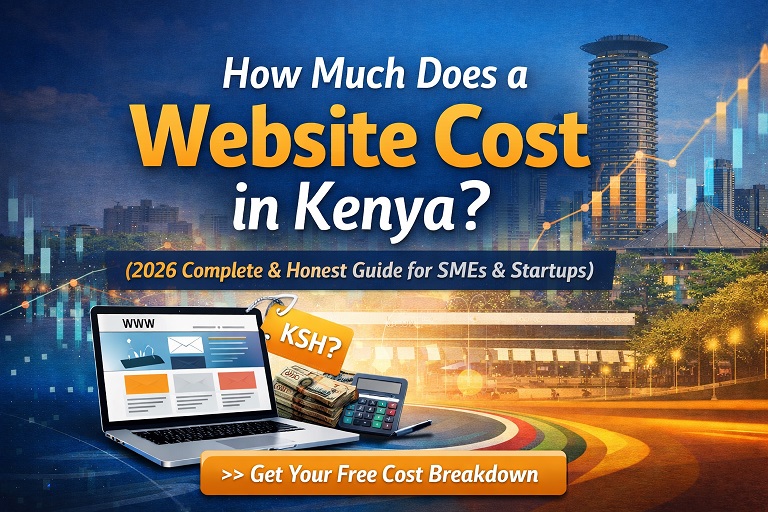 How Much Does a
Website Cost
in Kenya?
(2026 Complete & Honest Guide for SMEs & Startups)
WWW
KSH?
>> Get Your Free Cost Breakdown